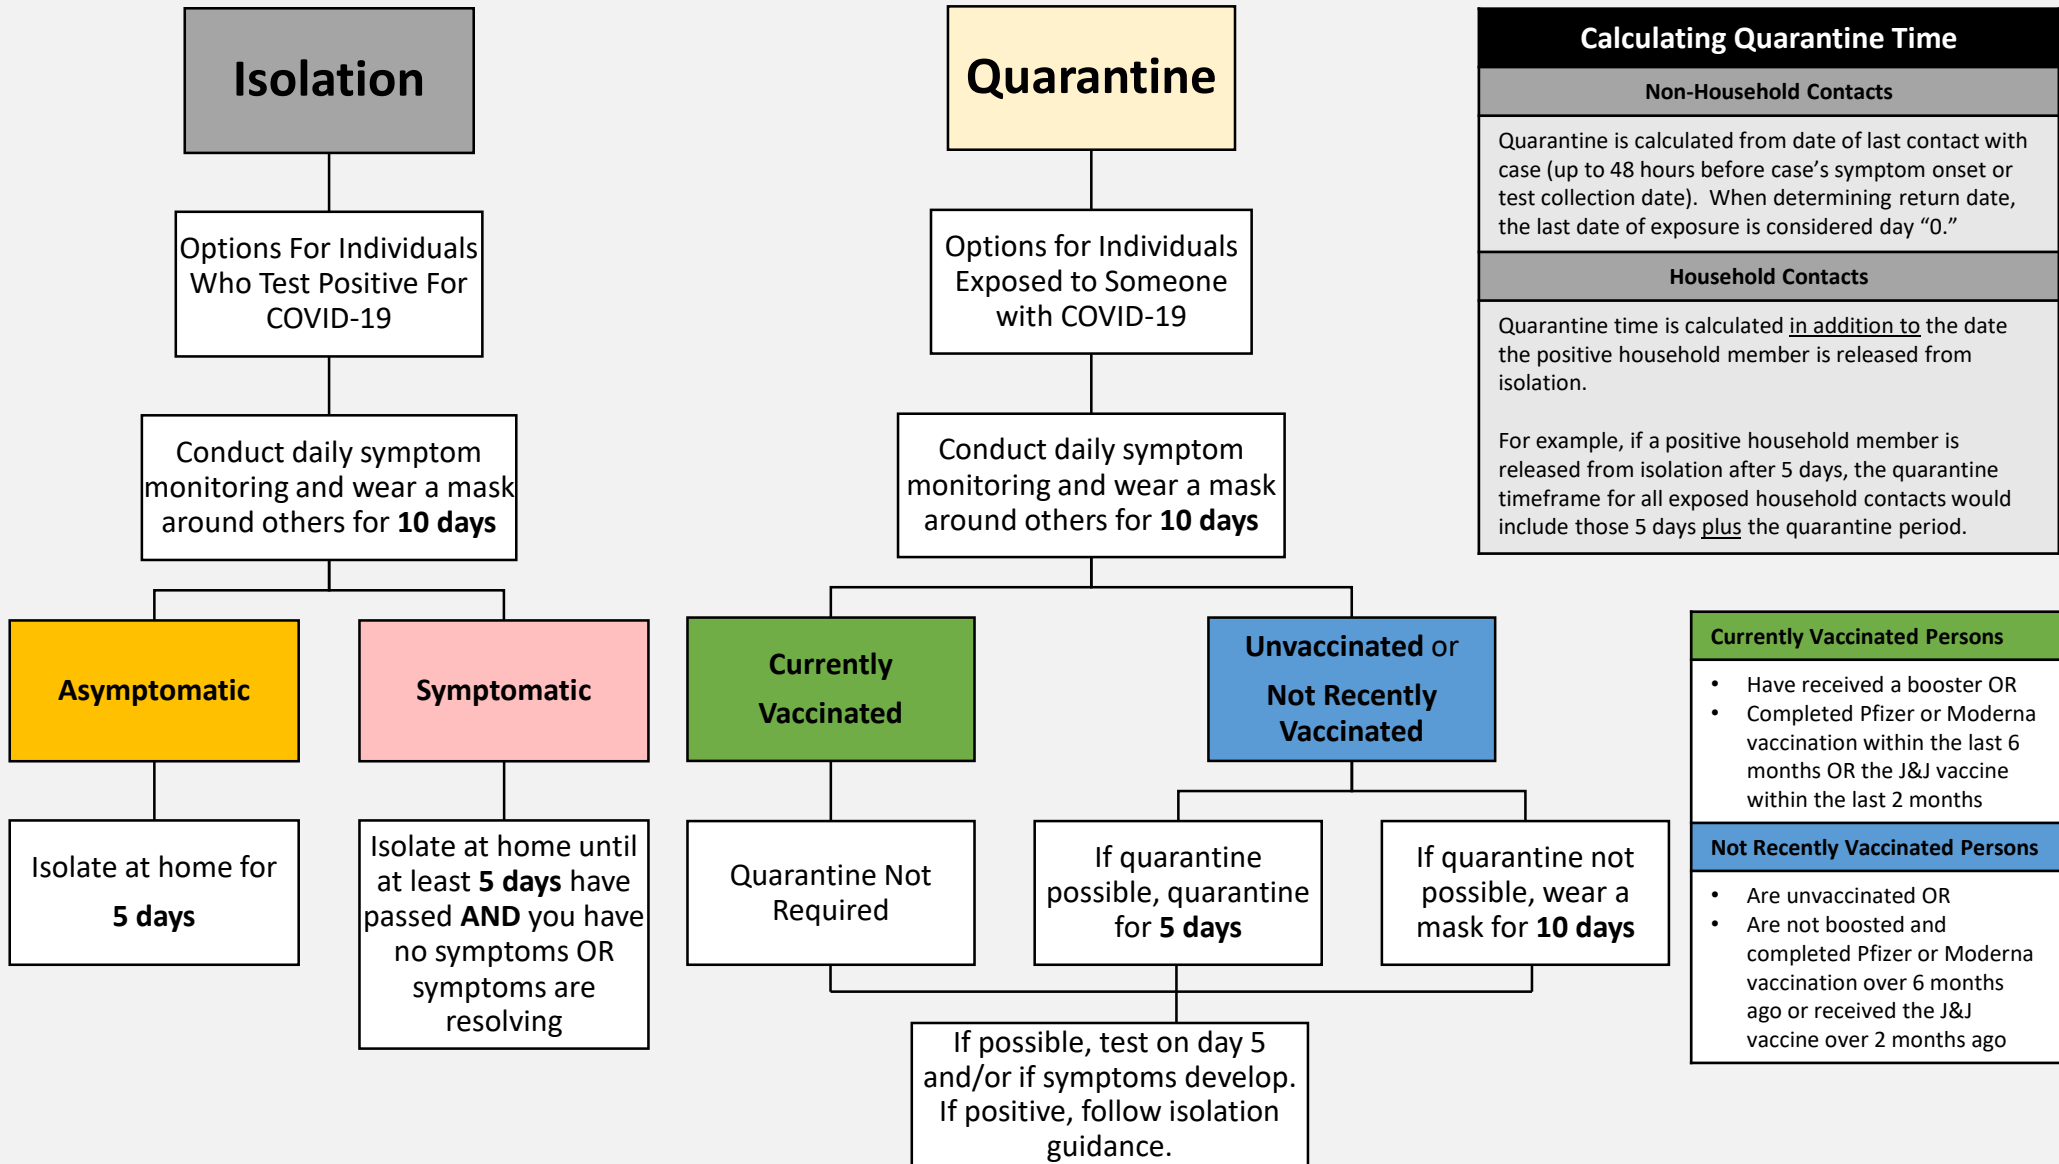 Isolation
Options For Individuals
Who Test Positive For
COVID-19
Conduct daily symptom
monitoring and wear a mask
around others for 10 days
Asymptomatic
Isolate at home for
5 days
Symptomatic
Isolate at home until
at least 5 days have
passed AND you have
no symptoms OR
symptoms are
resolving
Quarantine
Options for Individuals
Exposed to Someone
with COVID-19
Conduct daily symptom
monitoring and wear a mask
around others for 10 days
Currently
Vaccinated
Quarantine Not
Required
Unvaccinated or
Not Recently
Vaccinated
If quarantine
possible, quarantine
for 5 days
If quarantine not
possible, wear a
mask for 10 days
If possible, test on day 5
and/or if symptoms develop.
If positive, follow isolation
guidance.
Calculating Quarantine Time
Non-Household Contacts
Quarantine is calculated from date of last contact with
case (up to 48 hours before case’s symptom onset or
test collection date).  When determining return date,
the last date of exposure is considered day “0.”
Household Contacts
Quarantine time is calculated in addition to the date
the positive household member is released from
isolation.
For example, if a positive household member is
released from isolation after 5 days, the quarantine
timeframe for all exposed household contacts would
include those 5 days plus the quarantine period.
Currently Vaccinated Persons
• Have received a booster OR
• Completed Pfizer or Moderna
vaccination within the last 6
months OR the J&J vaccine
within the last 2 months
Not Recently Vaccinated Persons
• Are unvaccinated OR
• Are not boosted and
completed Pfizer or Moderna
vaccination over 6 months
ago or received the J&J
vaccine over 2 months ago